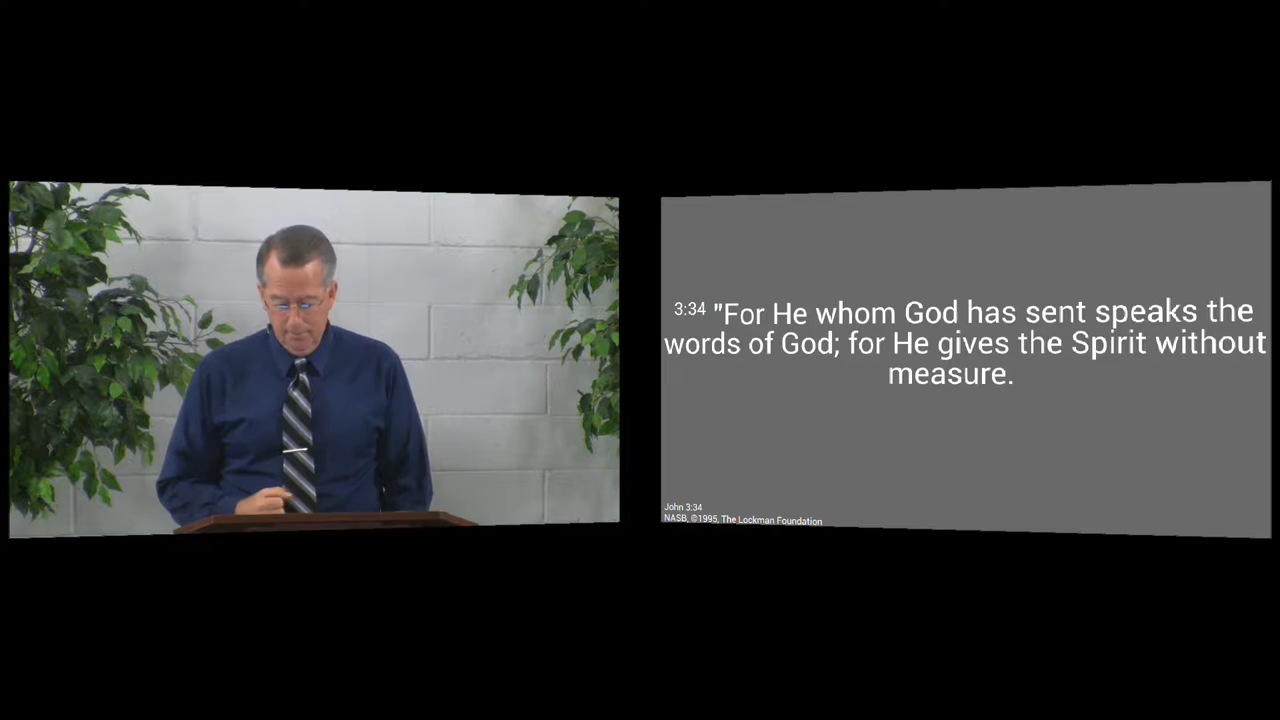 3:34 "For He whom God has sent speaks the
words of God; for He gives the Spirit without
measure.
John 3:34
NASB, ©1995, The Lockman Foundation